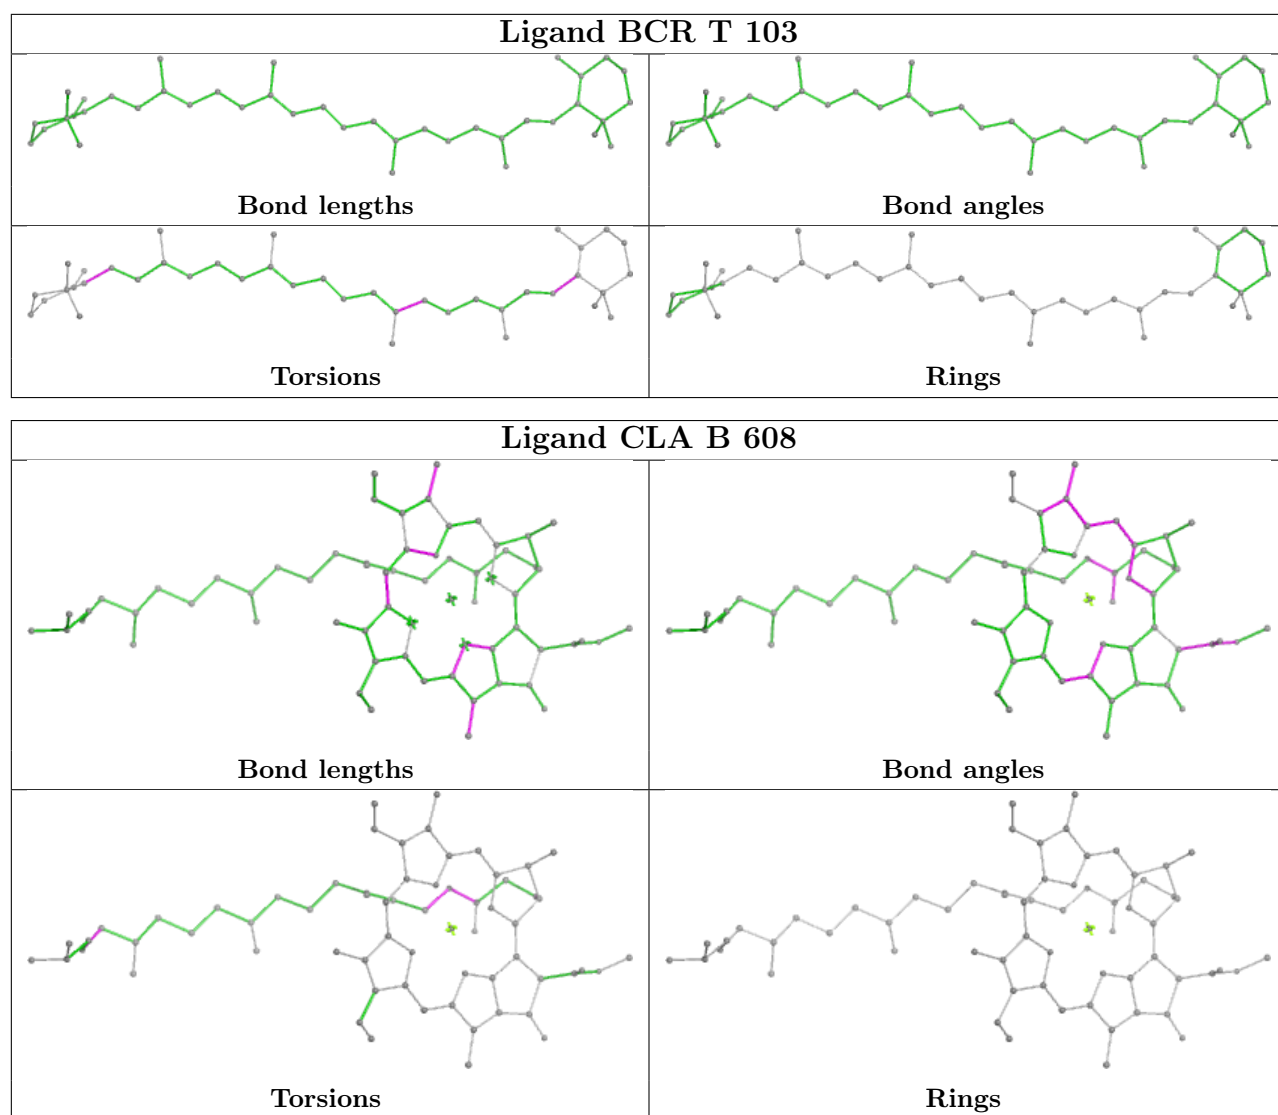 Ligand BCR T 103
Bond lengths
Bond angles
Torsions
Rings
Ligand CLA B 608
Bond lengths
Bond angles
Torsions
Rings